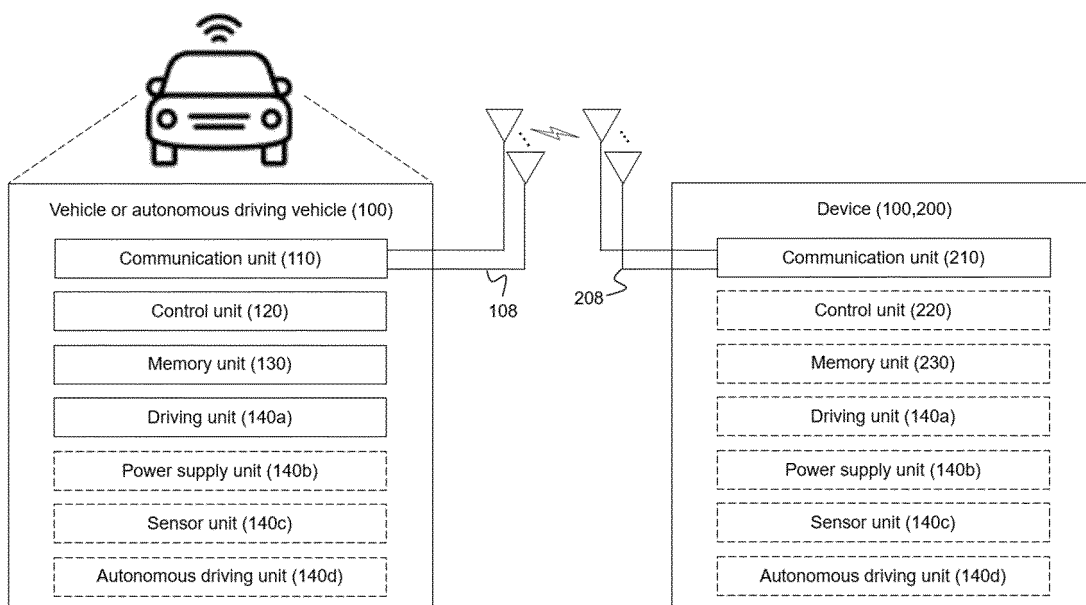 Vehicle or autonomous driving vehicle (100)
Communication unit (110)
Control unit (120)
Memory unit (130)
Driving unit (140a)
Power supply unit (140b)
Sensor unit (140c)
Autonomous driving unit (140d)
108
208
Device (100,200)
Communication unit (210)
Control unit (220)
Memory unit (230)
Driving unit (140a)
Power supply unit (140b)
Sensor unit (140c)
Autonomous driving unit (140d)